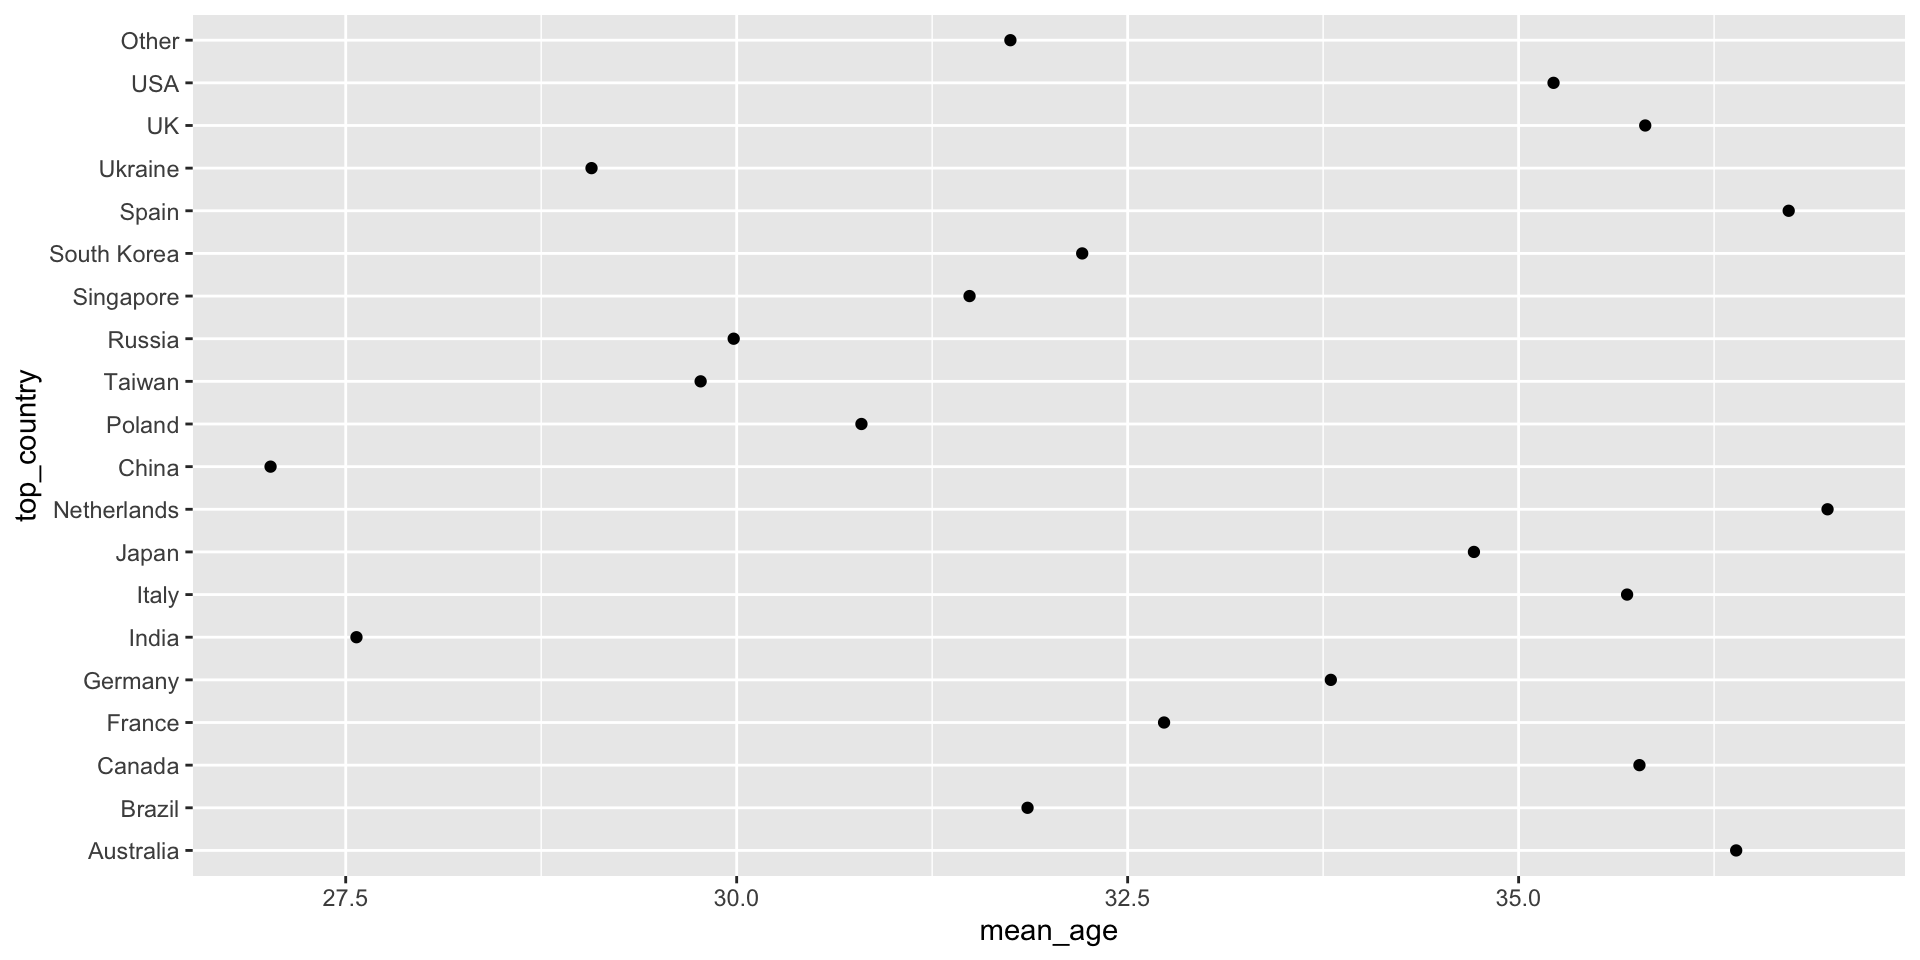 Other
USA
UK
Ukraine
Spain
South Korea
Singapore
Russia
Taiwan
Poland
China
Netherlands
Japan
Italy
India
Germany
France
Canada
Brazil
Australia
top_country
27.5 30.0 32.5 35.0
mean_age